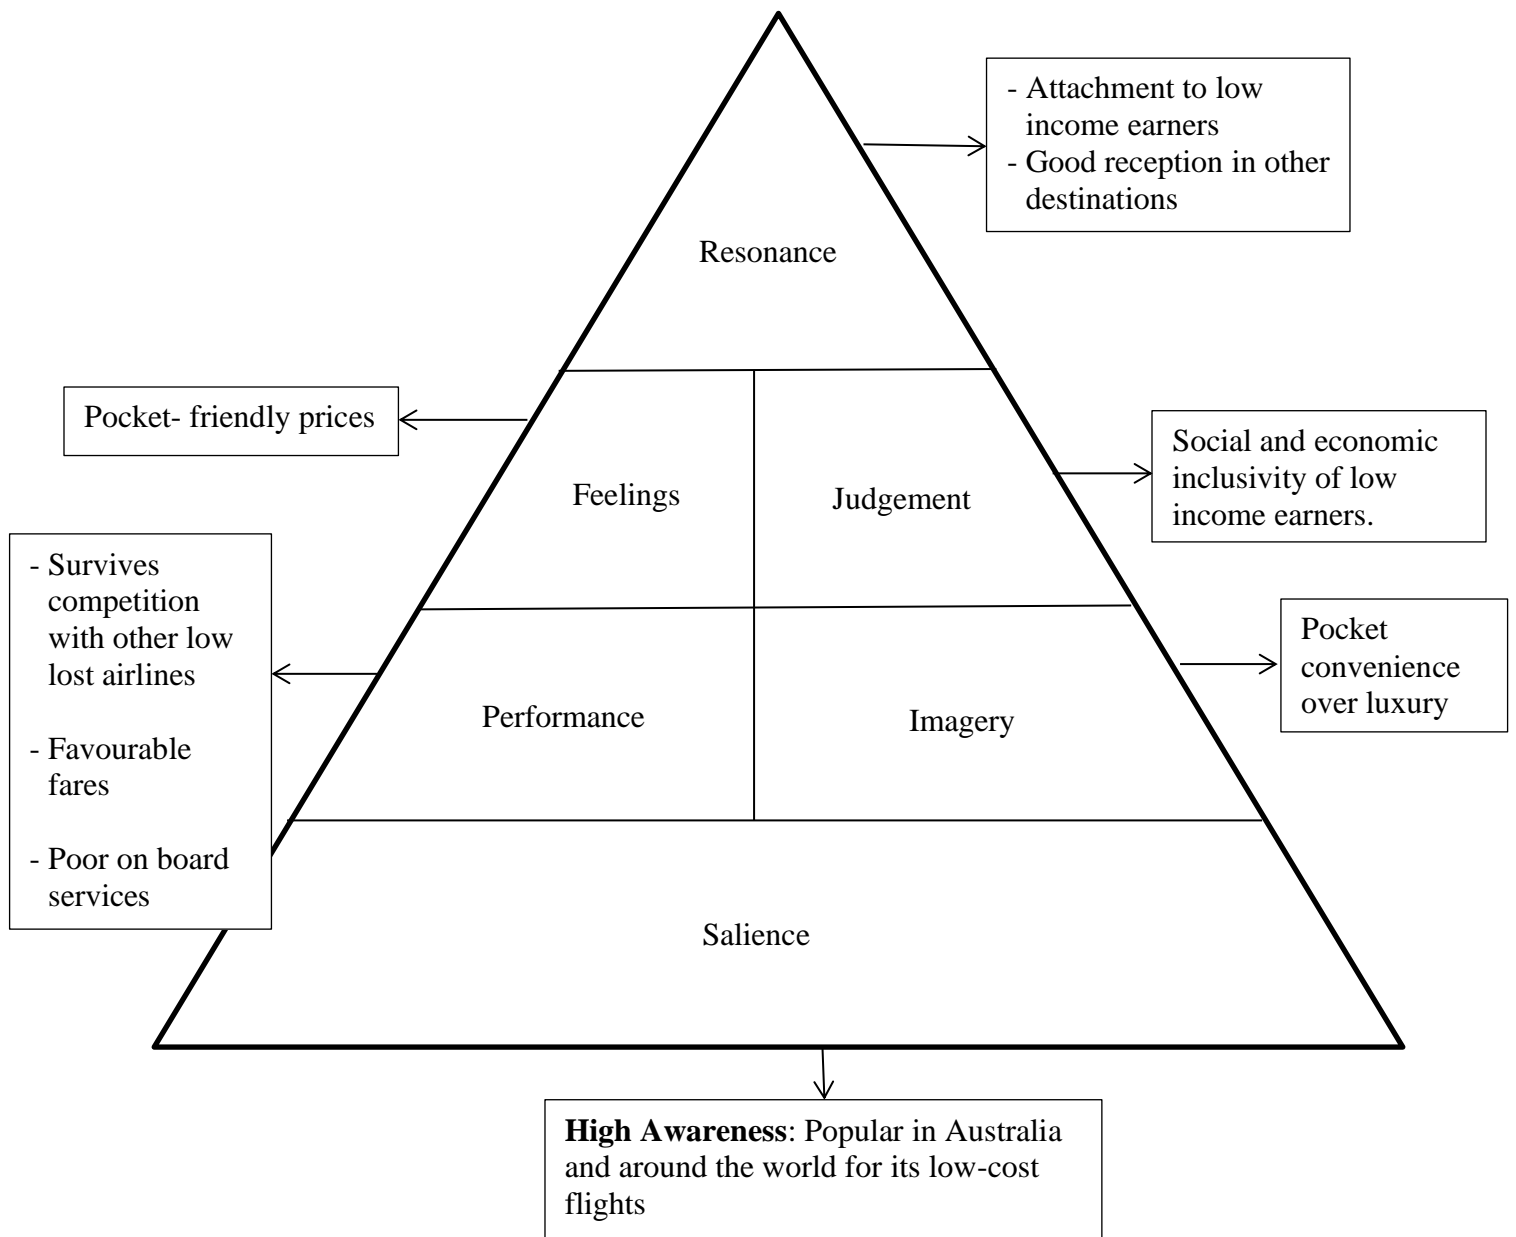 - Attachment to low
income earners
- Good reception in other
destinations
Resonance
Pocket- friendly prices
Social and economic
inclusivity of low
income earners.
Feelings
Judgement
- Survives
competition
with other low
lost airlines
- Favourable
fares
- Poor on board
services
Pocket
convenience
over luxury
Performance
Imagery
Salience
High Awareness: Popular in Australia
and around the world for its low-cost
flights